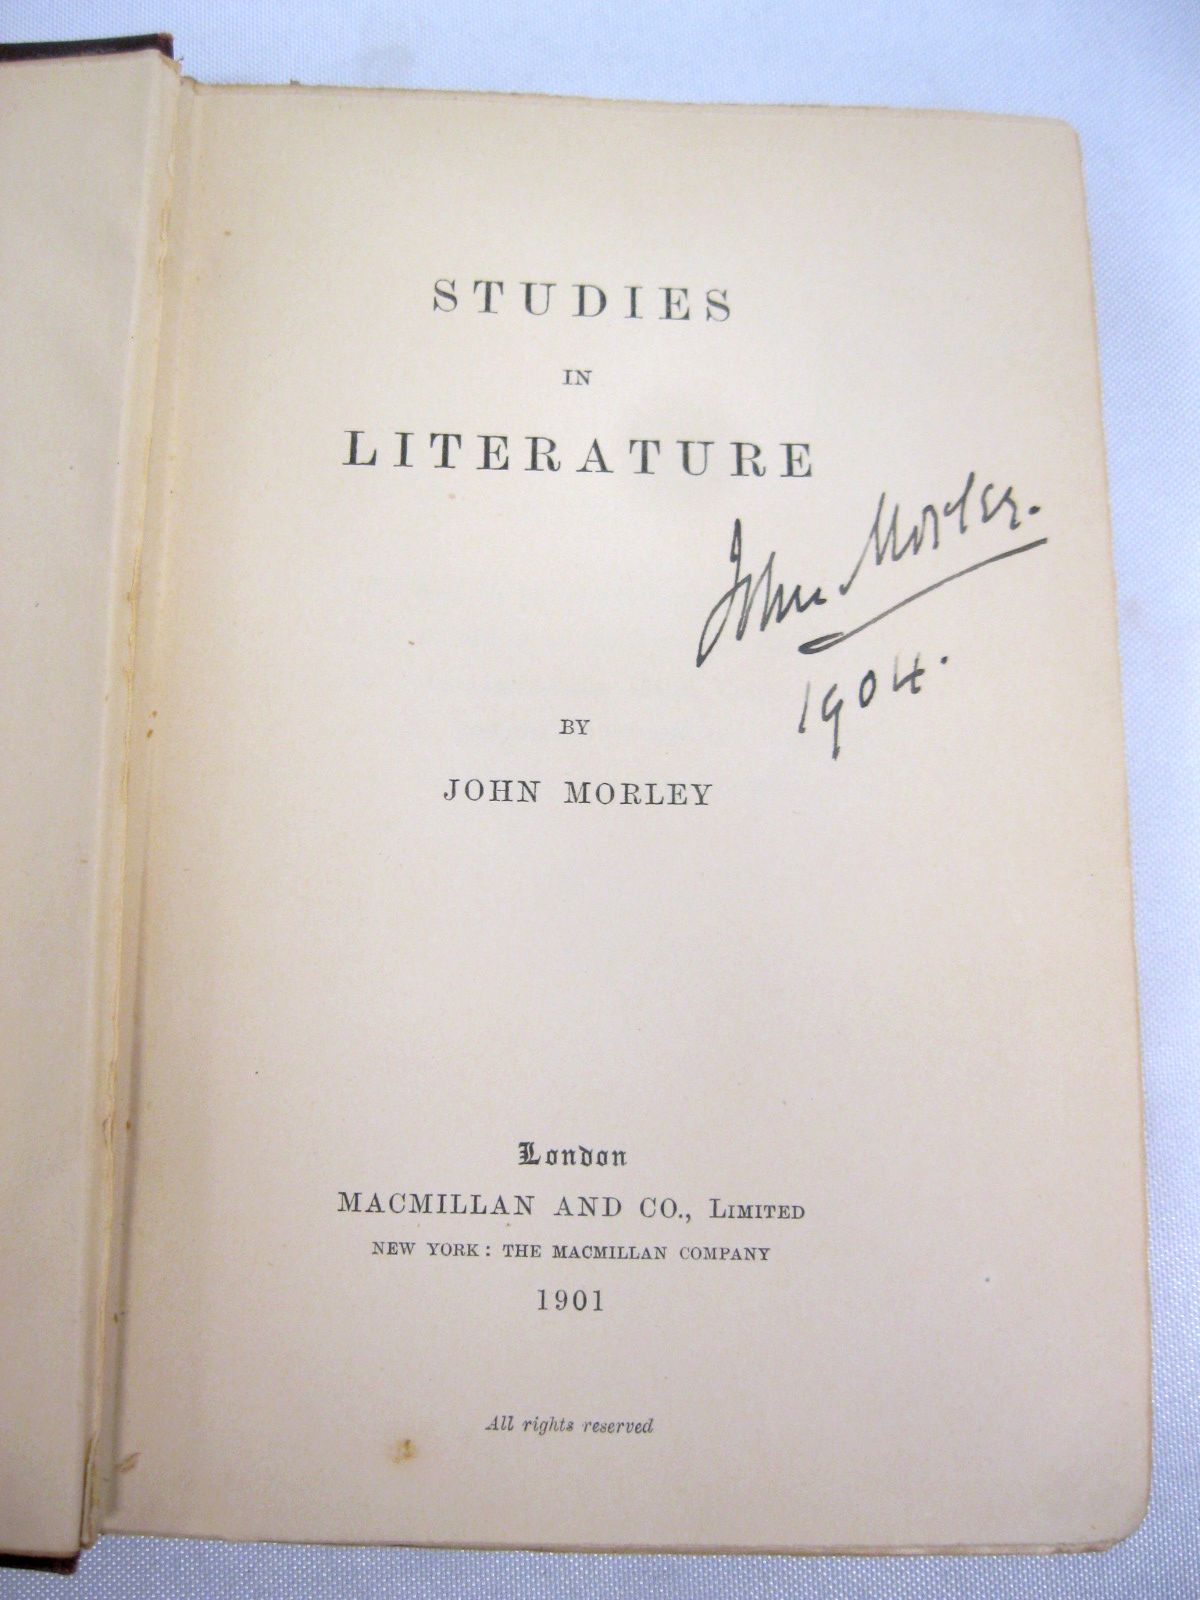 STUDIES
IN
LITERATURE
John Morley.
1904.
BY
JOHN MORLEY
London
MACMILLAN AND CO., LIMITED
NEW YORK: THE MACMILLAN COMPANY
1901
All rights reserved